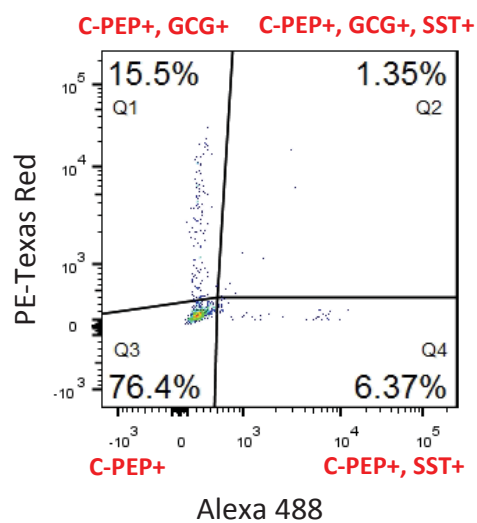 C-PEP+, GCG+ C-PEP+, GCG+, SST+
15.5% 1.35%
Q1 Q2
10^5
10^4
10^3
0
-10^3
PE-Texas Red
Q3 Q4
76.4% 6.37%
-10^3 0 10^3 10^4 10^5
C-PEP+ C-PEP+, SST+
Alexa 488